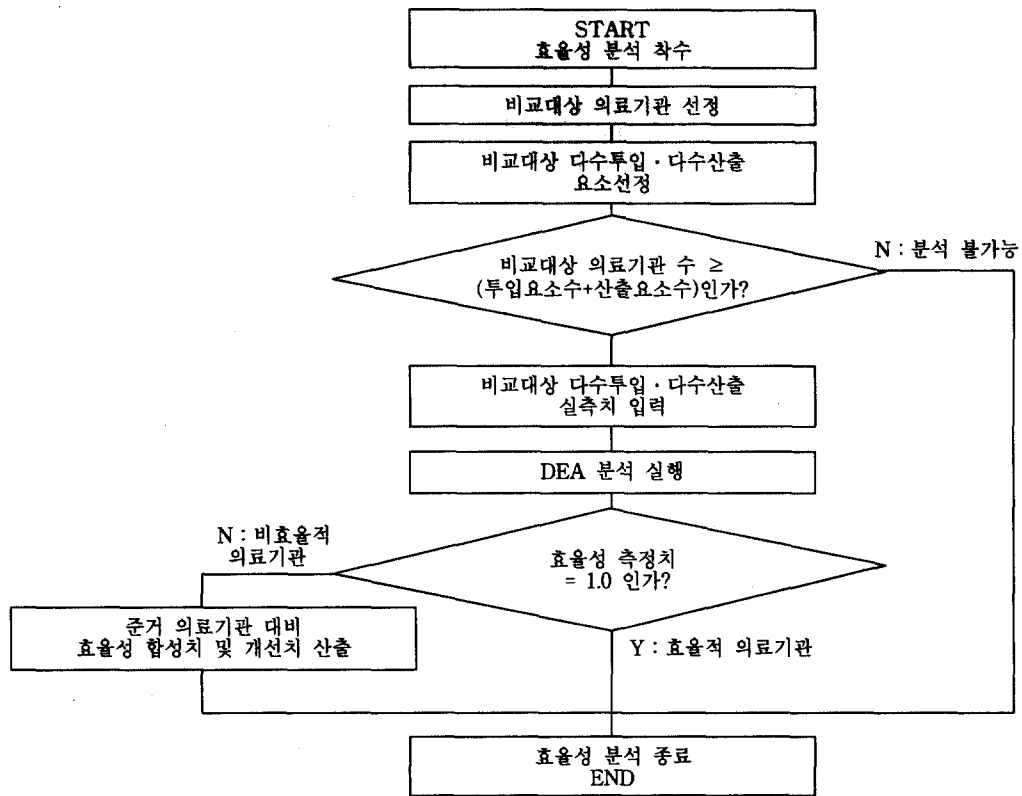 START
효율성 분석 착수
비교대상 의료기관 선정
비교대상 다수투입·다수산출
요소선정
N : 분석 불가능
비교대상 의료기관 수 ≥
(투입요소수+산출요소수)인가?
비교대상 다수투입·다수산출
실측치 입력
DEA 분석 실행
N : 비효율적
의료기관
효율성 측정치
= 1.0 인가?
준거 의료기관 대비
효율성 합성치 및 개선치 산출
Y : 효율적 의료기관
효율성 분석 종료
END